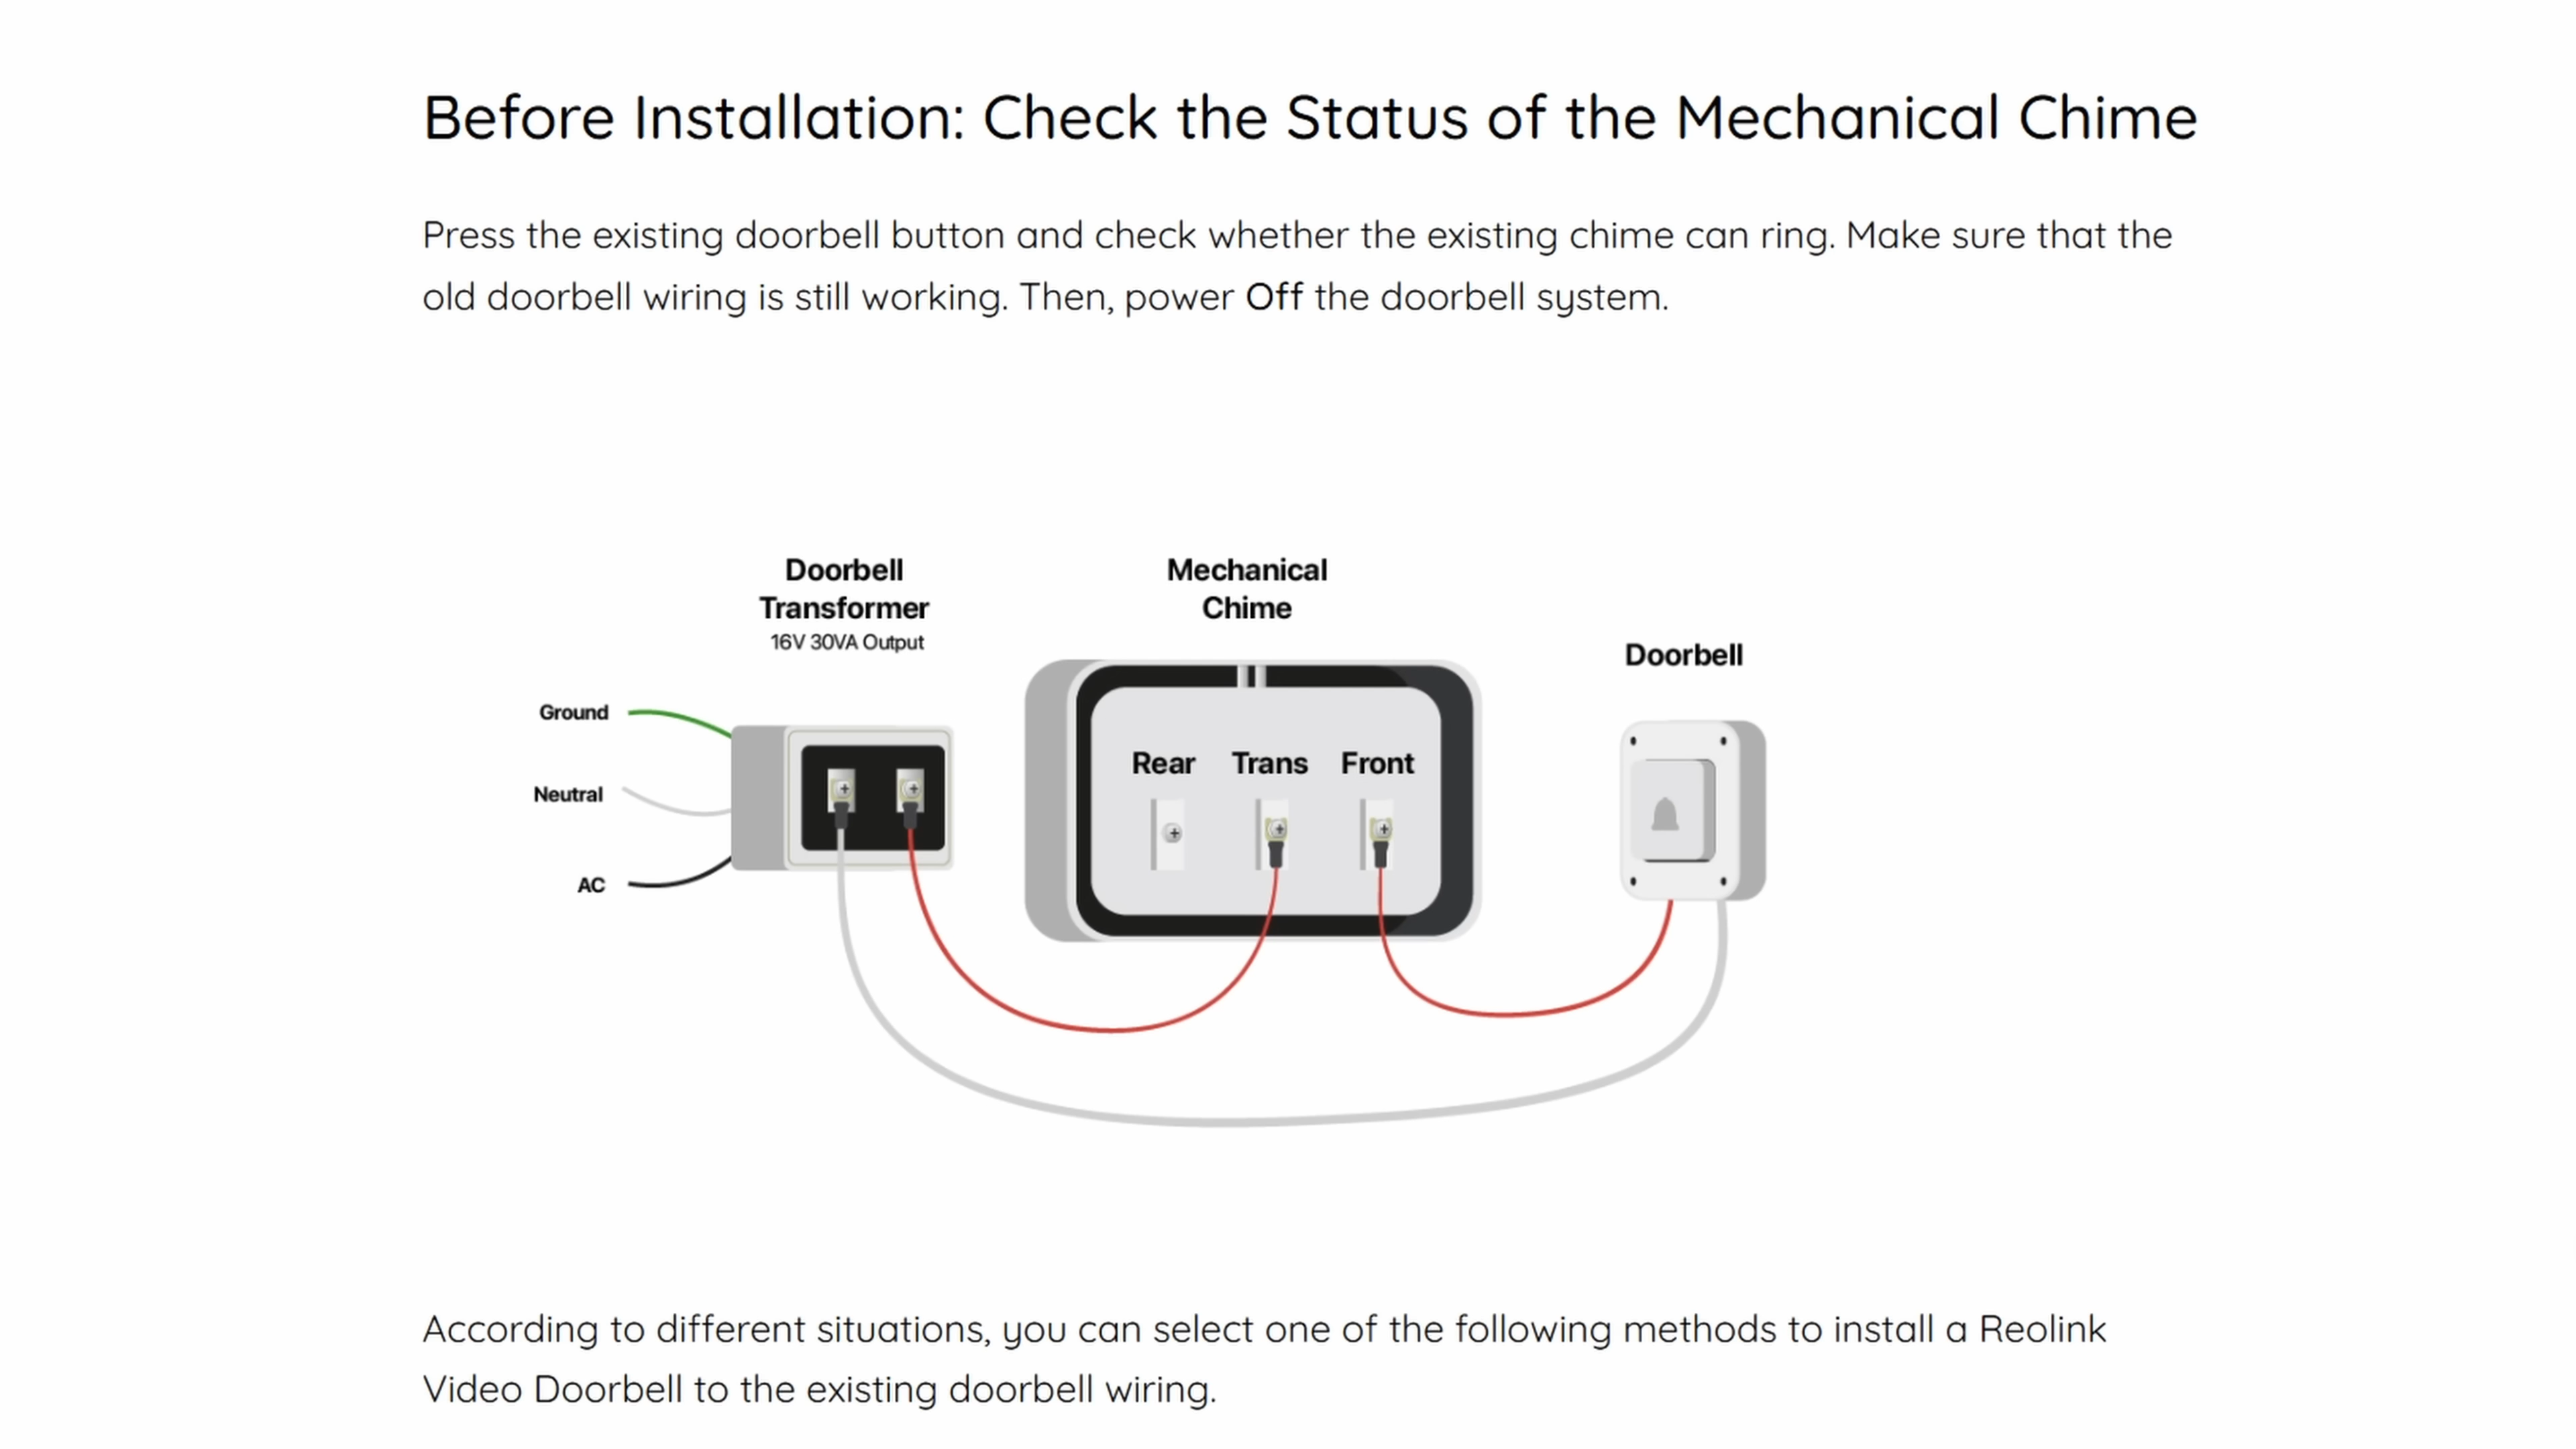 Before Installation: Check the Status of the Mechanical Chime
Press the existing doorbell button and check whether the existing chime can ring. Make sure that the
old doorbell wiring is still working. Then, power Off the doorbell system.
Doorbell
Transformer
16V 30VA Output
Mechanical
Chime
Doorbell
Ground
Neutral
AC
Rear Trans Front
According to different situations, you can select one of the following methods to install a Reolink
Video Doorbell to the existing doorbell wiring.